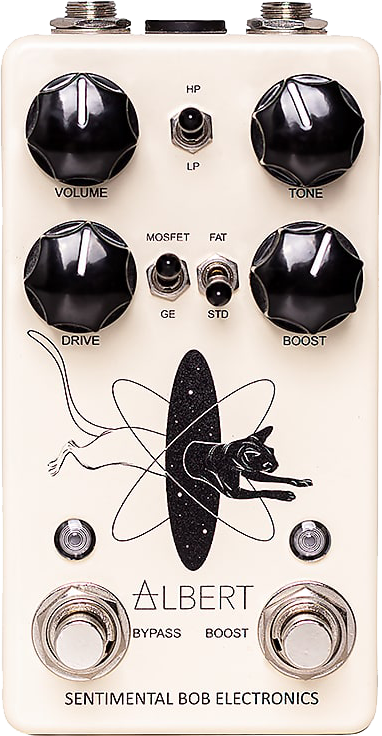 HP
LP
VOLUME TONE
MOSFET FAT
GE STD
DRIVE BOOST
ALBERT
BYPASS BOOST
SENTIMENTAL BOB ELECTRONICS